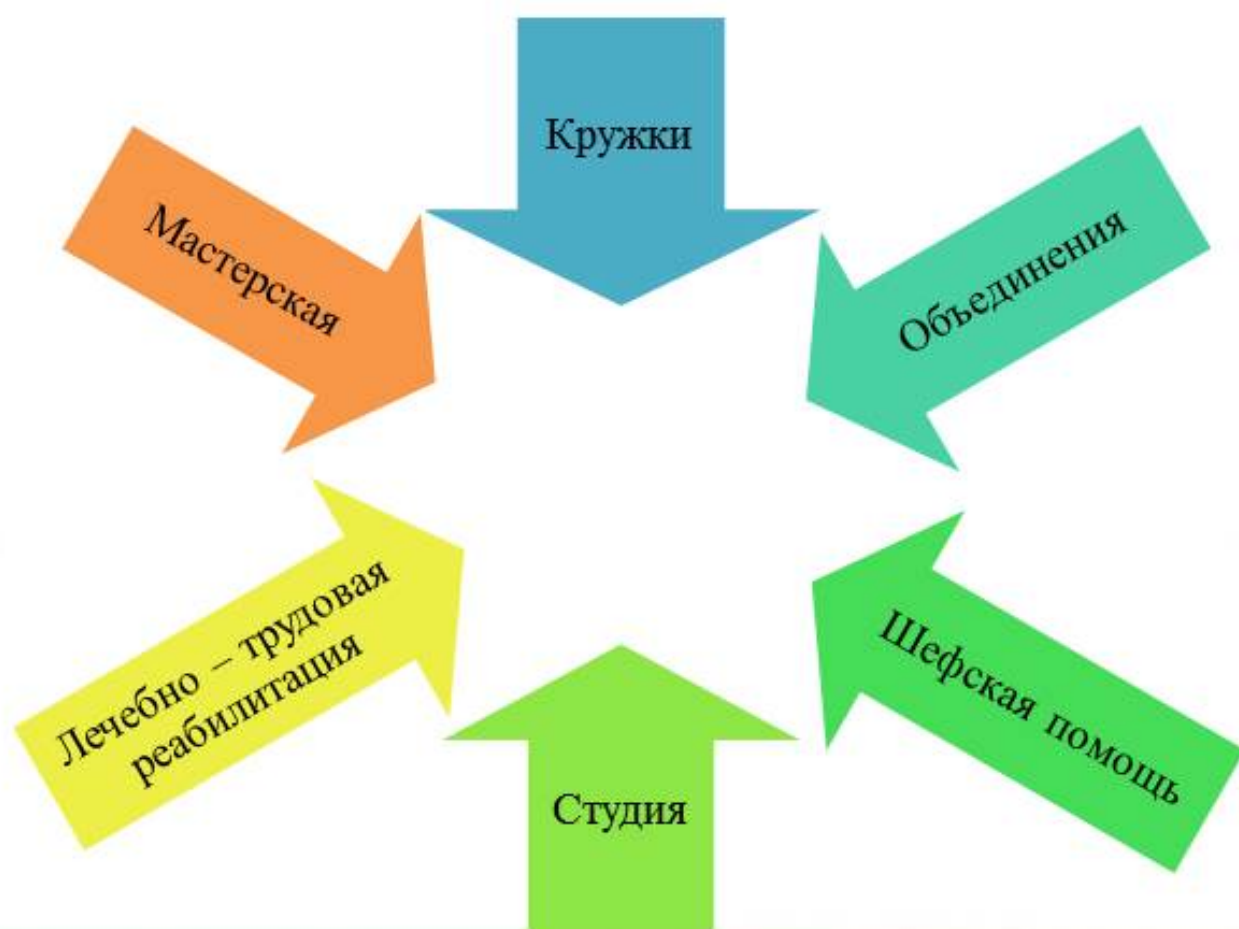 Кружки
Мастерская
Объединения
Лечебно – трудовая
реабилитация
Шефская помощь
Студия